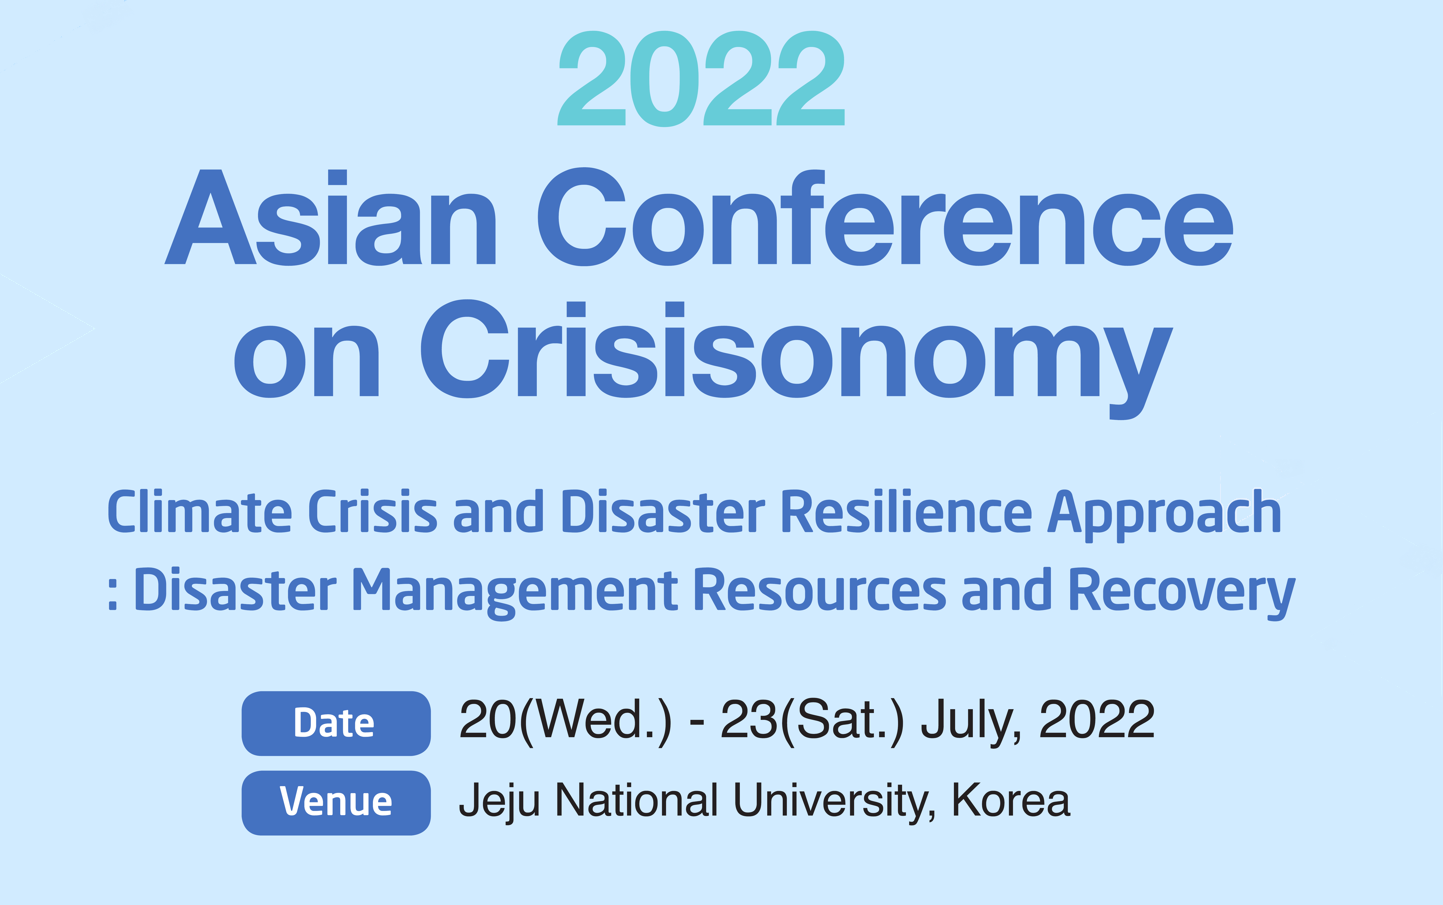 2022
Asian Conference
on Crisisonomy
Climate Crisis and Disaster Resilience Approach
: Disaster Management Resources and Recovery
Date 20(Wed.) - 23(Sat.) July, 2022
Venue Jeju National University, Korea